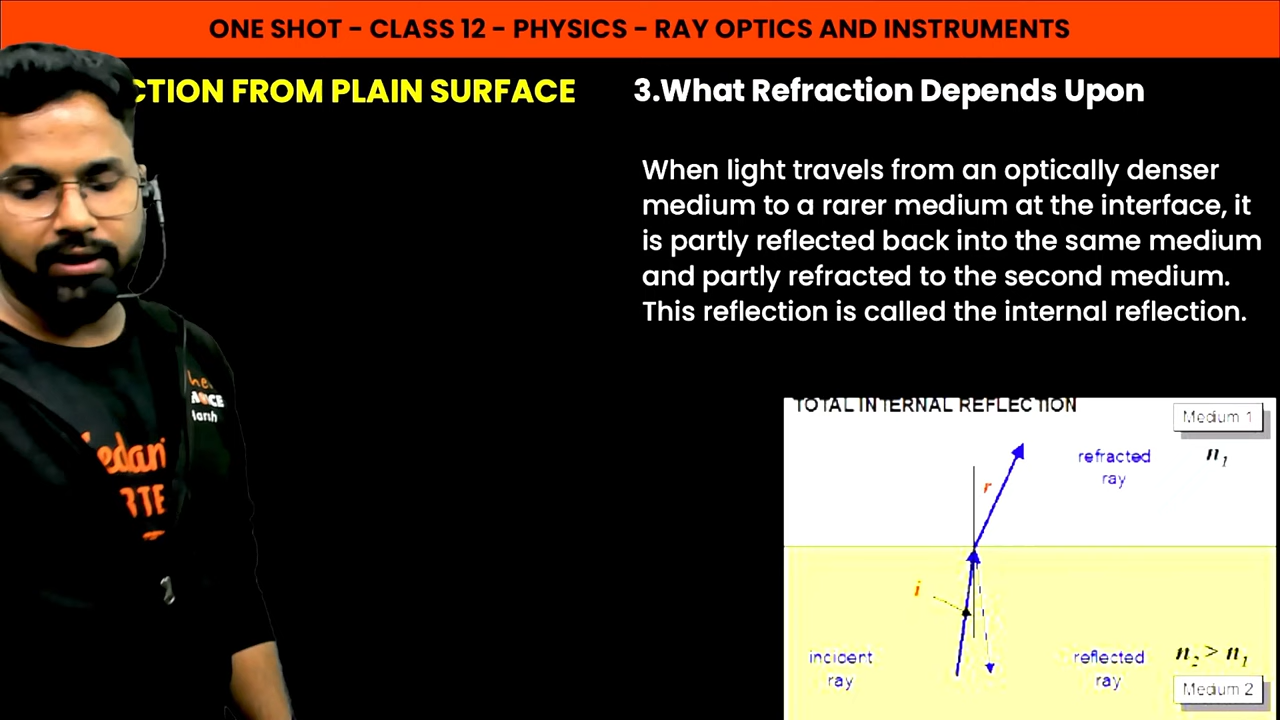 ONE SHOT - CLASS 12 - PHYSICS - RAY OPTICS AND INSTRUMENTS
FROM PLAIN SURFACE
3.What Refraction Depends Upon
When light travels from an optically denser
medium to a rarer medium at the interface, it
is partly reflected back into the same medium
and partly refracted to the second medium.
This reflection is called the internal reflection.
TOTAL INTERNAL REFLECTION
Medium 1
refracted
ray
n₁
r
i
incident
ray
reflected
ray
n₂ > n₁
Medium 2